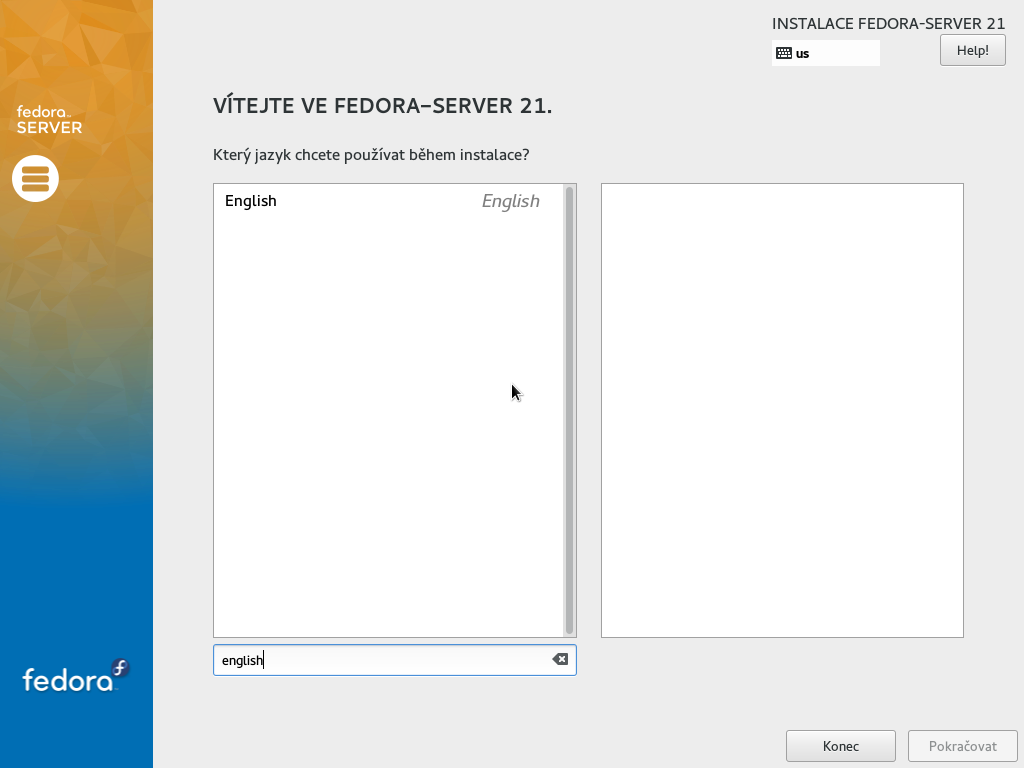 INSTALACE FEDORA-SERVER 21
us
Help!
fedora
SERVER
VÍTEJTE VE FEDORA-SERVER 21.
Který jazyk chcete používat během instalace?
English English
english
fedora
Konec
Pokračovat